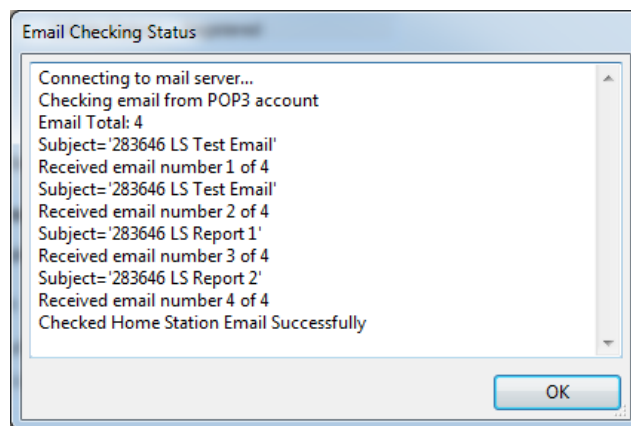 Email Checking Status
Connecting to mail server...
Checking email from POP3 account
Email Total: 4
Subject='283646 LS Test Email'
Received email number 1 of 4
Subject='283646 LS Test Email'
Received email number 2 of 4
Subject='283646 LS Report 1'
Received email number 3 of 4
Subject='283646 LS Report 2'
Received email number 4 of 4
Checked Home Station Email Successfully
OK